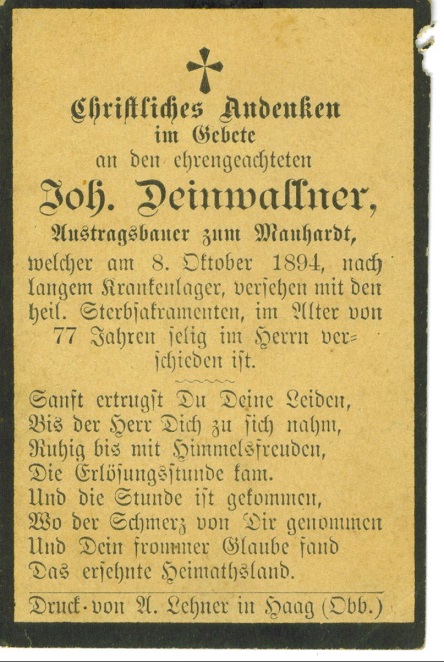 Christliches Andenken
im Gebete
an den ehrengeachteten
Joh. Deinwallner,
Austragsbauer zum Manhardt,
welcher am 8. Oktober 1894, nach
langem Krankenlager, versehen mit den
heil. Sterbsakramenten, im Alter von
77 Jahren selig im Herrn ver-
schieden ist.
Sanft ertrugst Du Deine Leiden,
Bis der Herr Dich zu sich nahm,
Ruhig bis mit Himmelsfreuden,
Die Erlösungsstunde kam.
Und die Stunde ist gekommen,
Wo der Schmerz von Dir genommen
Und Dein frommer Glaube fand
Das ersehnte Heimathsland.
Druck von A. Lehner in Haag (Obb.)